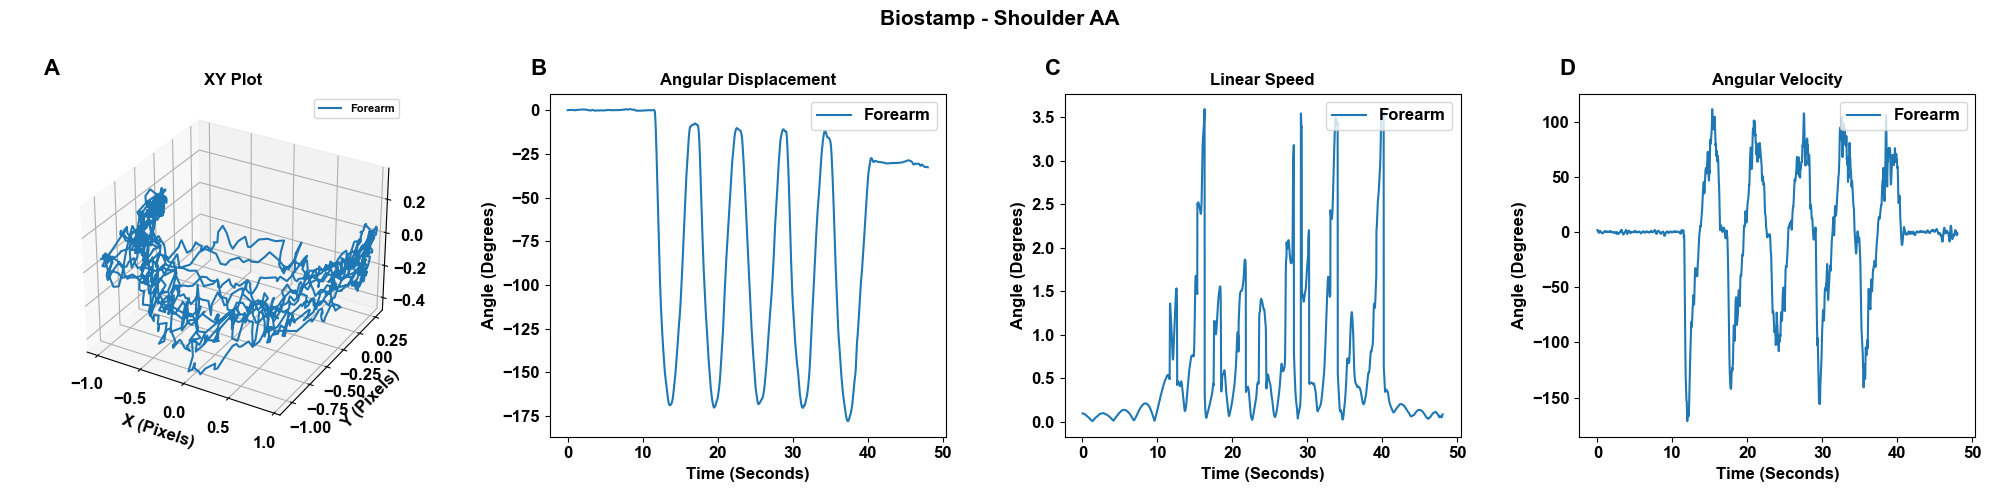 Biostamp - Shoulder AA
A
XY Plot
Forearm
0.2
0.0
−0.2
−0.4
0.25
0.00
−0.25
−0.50
−0.75
−1.00
Y (Pixels)
−1.0
−0.5
0.0
0.5
1.0
X (Pixels)
B
Angular Displacement
Forearm
Angle (Degrees)
0
−25
−50
−75
−100
−125
−150
−175
0 10 20 30 40 50
Time (Seconds)
C
Linear Speed
Forearm
Angle (Degrees)
3.5
3.0
2.5
2.0
1.5
1.0
0.5
0.0
0 10 20 30 40 50
Time (Seconds)
D
Angular Velocity
Forearm
Angle (Degrees)
100
50
0
−50
−100
−150
0 10 20 30 40 50
Time (Seconds)